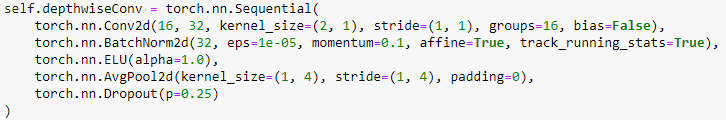 self.depthwiseConv = torch.nn.Sequential(
    torch.nn.Conv2d(16, 32, kernel_size=(2, 1), stride=(1, 1), groups=16, bias=False),
    torch.nn.BatchNorm2d(32, eps=1e-05, momentum=0.1, affine=True, track_running_stats=True),
    torch.nn.ELU(alpha=1.0),
    torch.nn.AvgPool2d(kernel_size=(1, 4), stride=(1, 4), padding=0),
    torch.nn.Dropout(p=0.25)
)